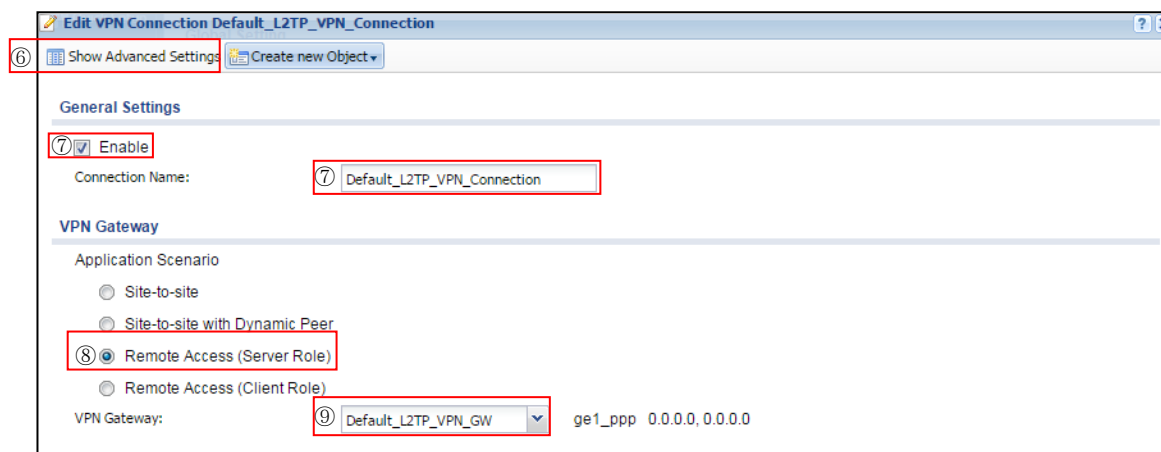 Edit VPN Connection Default_L2TP_VPN_Connection ?
⑥ Show Advanced Settings Create new Object
General Settings
⑦ Enable
Connection Name: ⑦ Default_L2TP_VPN_Connection
VPN Gateway
Application Scenario
Site-to-site
Site-to-site with Dynamic Peer
⑧ Remote Access (Server Role)
Remote Access (Client Role)
VPN Gateway: ⑨ Default_L2TP_VPN_GW ge1_ppp 0.0.0.0, 0.0.0.0